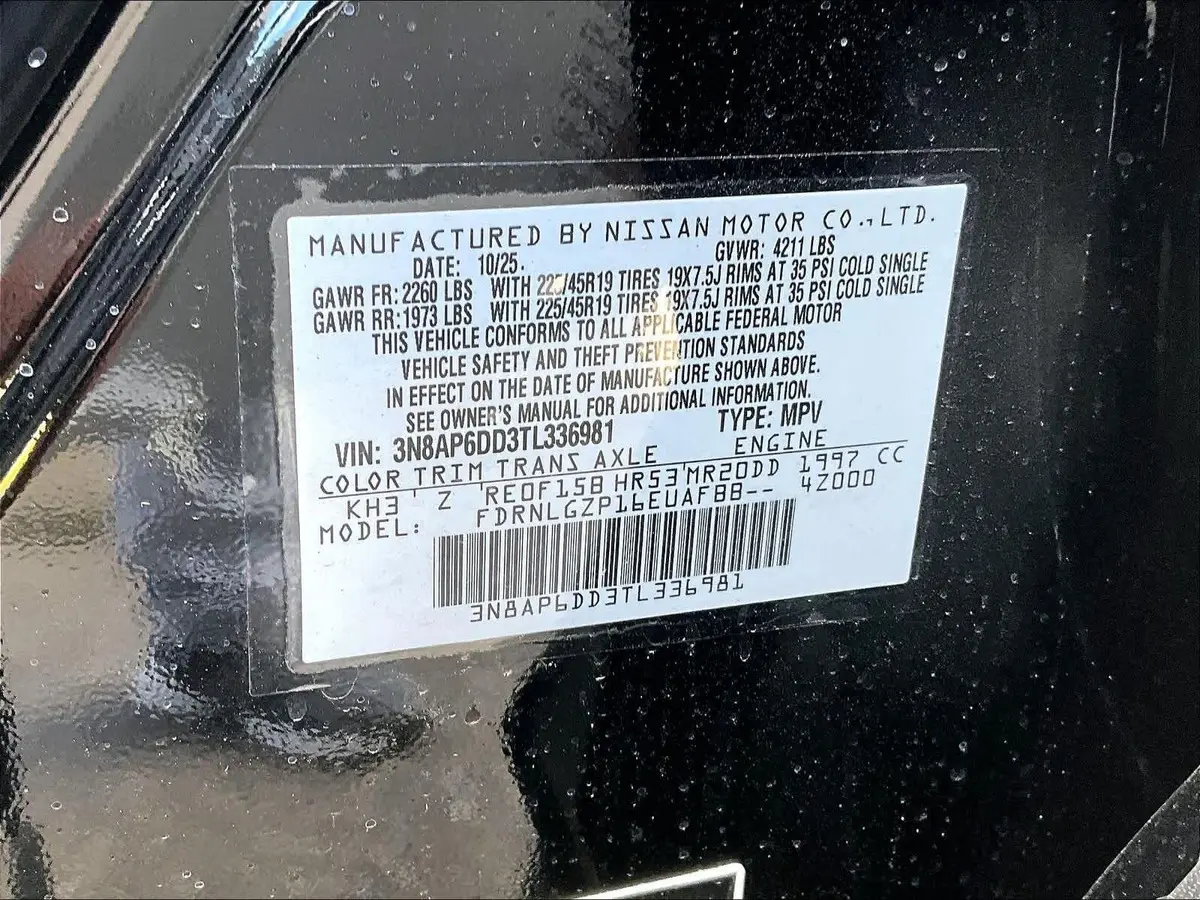 MANUFACTURED BY NISSAN MOTOR CO.,LTD.
DATE: 10/25. GVWR: 4211 LBS
GAWR FR: 2260 LBS WITH 225/45R19 TIRES 19X7.5J RIMS AT 35 PSI COLD SINGLE
GAWR RR: 1973 LBS WITH 225/45R19 TIRES 19X7.5J RIMS AT 35 PSI COLD SINGLE
THIS VEHICLE CONFORMS TO ALL APPLICABLE FEDERAL MOTOR
VEHICLE SAFETY AND THEFT PREVENTION STANDARDS
IN EFFECT ON THE DATE OF MANUFACTURE SHOWN ABOVE.
SEE OWNER'S MANUAL FOR ADDITIONAL INFORMATION.
VIN: 3N8AP6DD3TL336981 TYPE: MPV
COLOR TRIM TRANS AXLE ENGINE
KH3 ' Z 'RE0F15B HR53'MR20DD 1997 CC
MODEL: FDRNLGZP16EUAFBB-- 4Z000
3N8AP6DD3TL336981